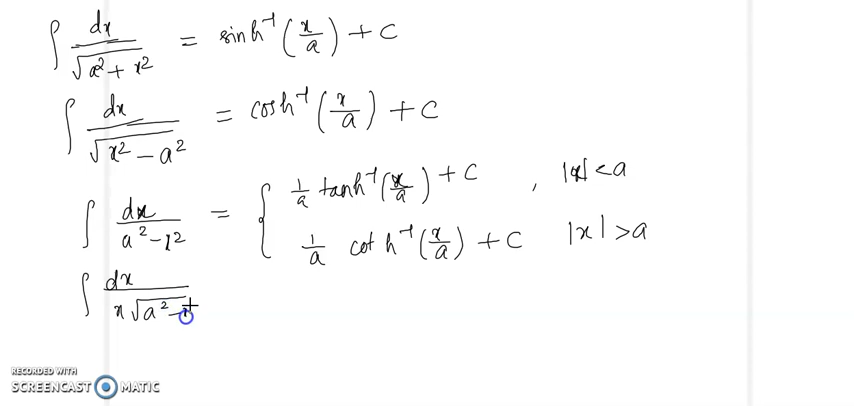 ∫ dx / √(a² + x²) = sinh⁻¹(x/a) + C
∫ dx / √(x² − a²) = cosh⁻¹(x/a) + C
∫ dx / (a² − x²) = { 1/a tanh⁻¹(x/a) + C , |x| < a
1/a coth⁻¹(x/a) + C |x| > a
∫ dx / x√(a² − x
RECORDED WITH
SCREENCAST MATIC